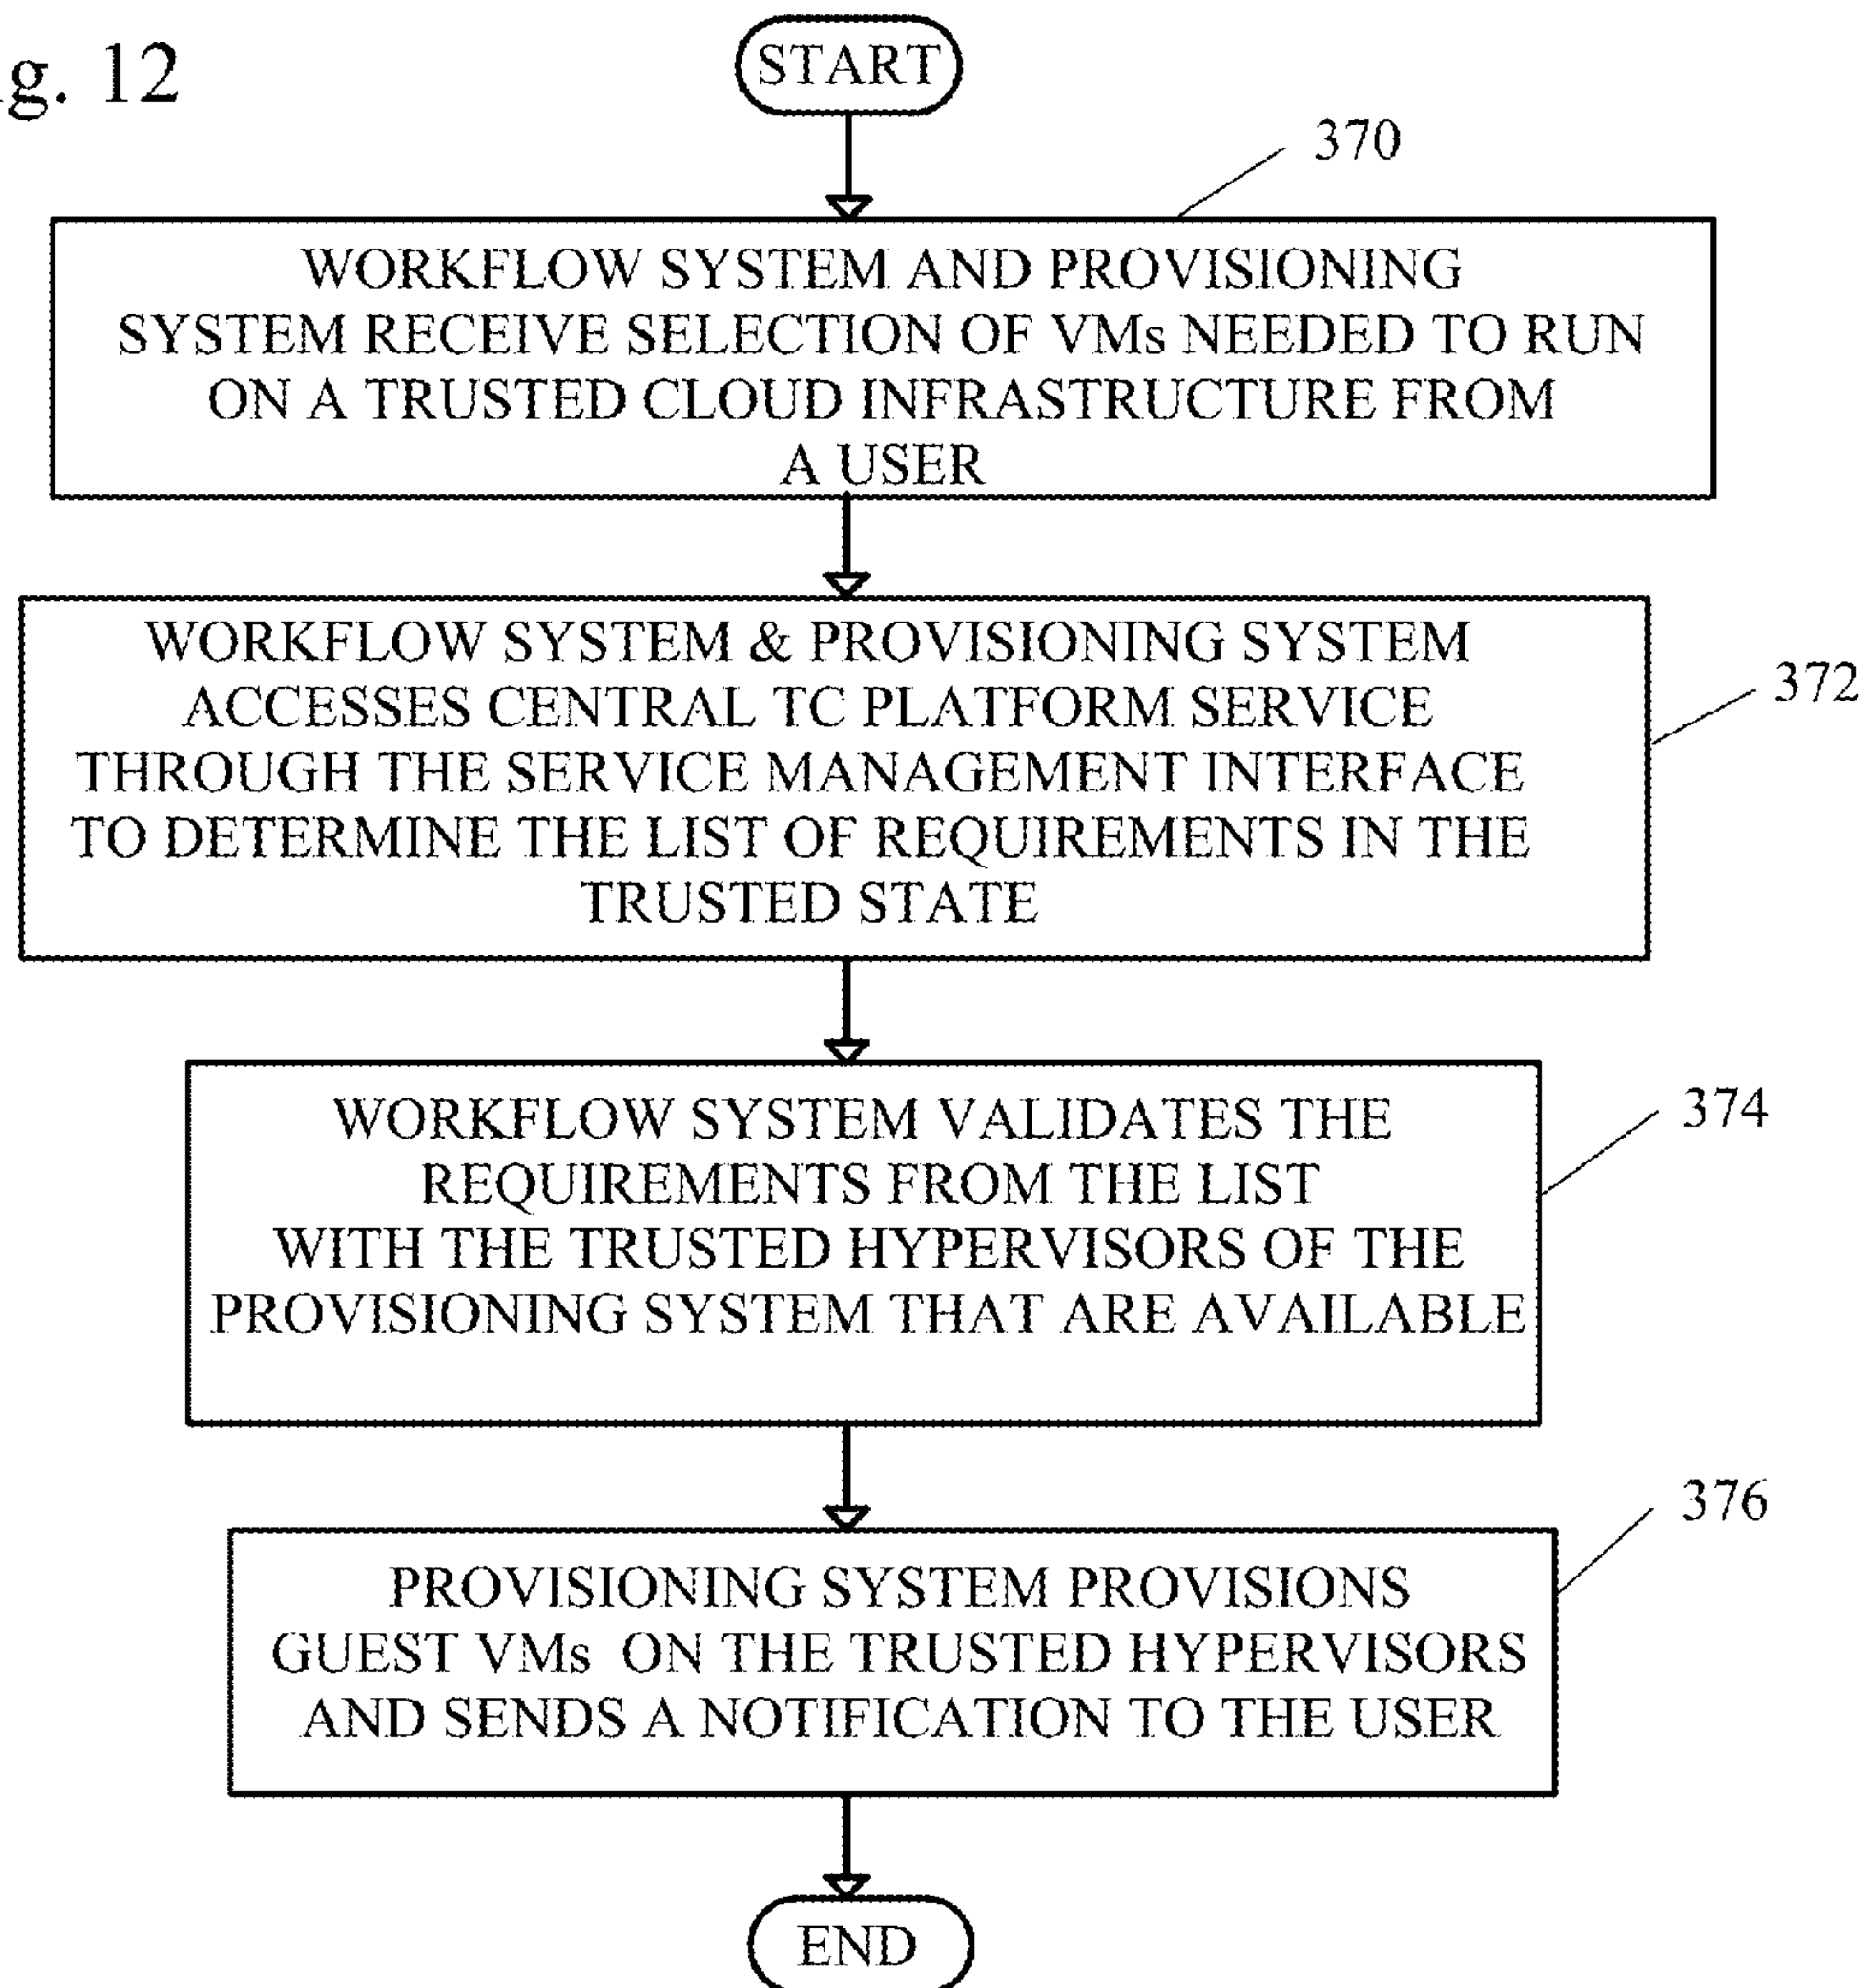 g. 12
START
370
WORKFLOW SYSTEM AND PROVISIONING
SYSTEM RECEIVE SELECTION OF VMs NEEDED TO RUN
ON A TRUSTED CLOUD INFRASTRUCTURE FROM
A USER
372
WORKFLOW SYSTEM & PROVISIONING SYSTEM
ACCESSES CENTRAL TC PLATFORM SERVICE
THROUGH THE SERVICE MANAGEMENT INTERFACE
TO DETERMINE THE LIST OF REQUIREMENTS IN THE
TRUSTED STATE
374
WORKFLOW SYSTEM VALIDATES THE
REQUIREMENTS FROM THE LIST
WITH THE TRUSTED HYPERVISORS OF THE
PROVISIONING SYSTEM THAT ARE AVAILABLE
376
PROVISIONING SYSTEM PROVISIONS
GUEST VMs ON THE TRUSTED HYPERVISORS
AND SENDS A NOTIFICATION TO THE USER
END